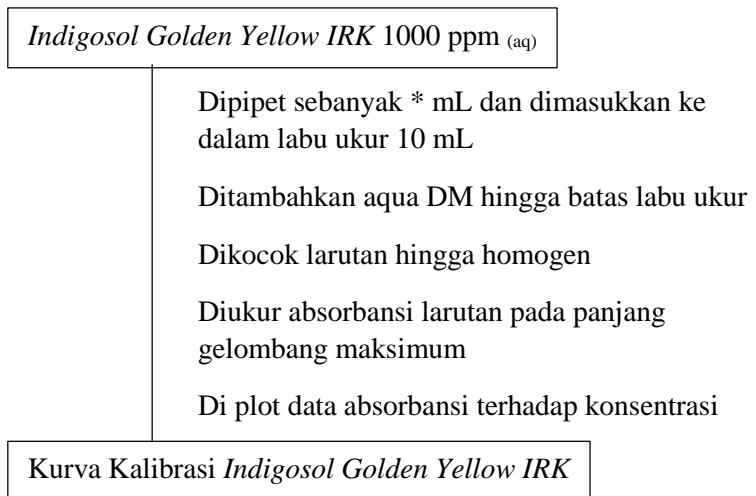 Indigosol Golden Yellow IRK 1000 ppm (aq)
Dipipet sebanyak * mL dan dimasukkan ke
dalam labu ukur 10 mL
Ditambahkan aqua DM hingga batas labu ukur
Dikocok larutan hingga homogen
Diukur absorbansi larutan pada panjang
gelombang maksimum
Di plot data absorbansi terhadap konsentrasi
Kurva Kalibrasi Indigosol Golden Yellow IRK